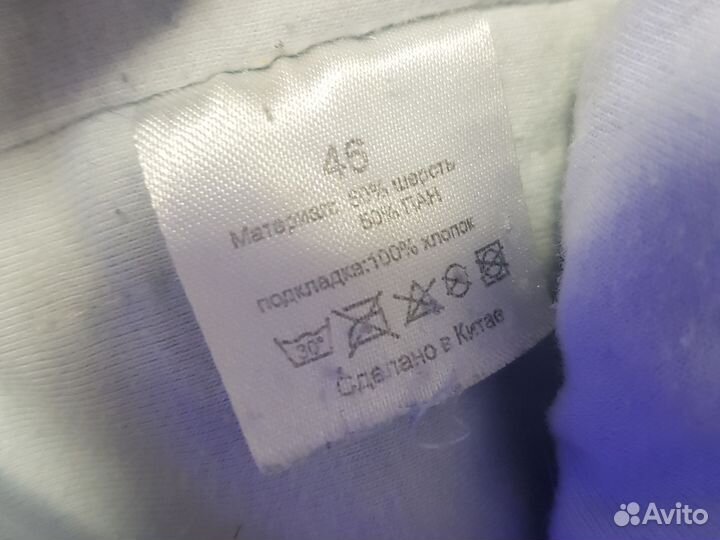 46
Материал: 50% шерсть
50% ПАН
подкладка:100% хлопок
30°
Сделано в Китае
Avito